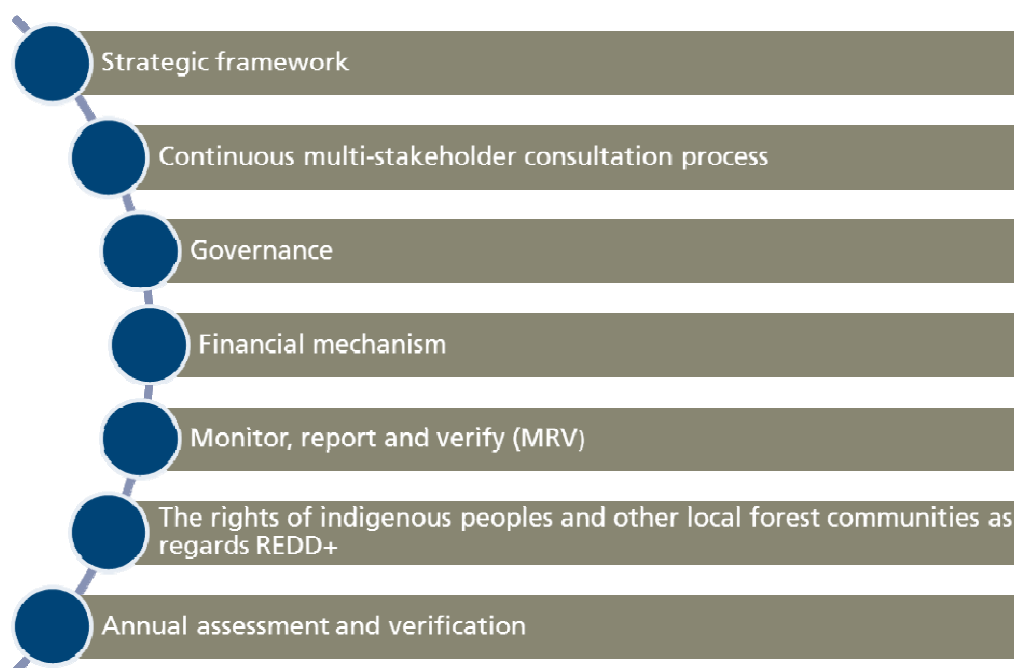 Strategic framework
Continuous multi-stakeholder consultation process
Governance
Financial mechanism
Monitor, report and verify (MRV)
The rights of indigenous peoples and other local forest communities as
regards REDD+
Annual assessment and verification